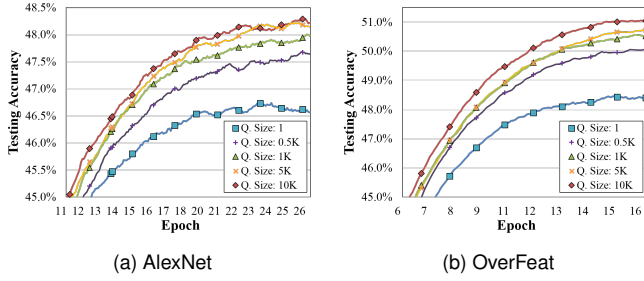 48.5%
48.0%
47.5%
47.0%
46.5%
46.0%
45.5%
45.0%
Testing Accuracy
11 12 13 14 15 16 17 18 19 20 21 22 23 24 25 26
Epoch
Q. Size: 1
Q. Size: 0.5K
Q. Size: 1K
Q. Size: 5K
Q. Size: 10K
(a) AlexNet
51.0%
50.0%
49.0%
48.0%
47.0%
46.0%
45.0%
Testing Accuracy
6 7 8 9 10 11 12 13 14 15 16
Epoch
Q. Size: 1
Q. Size: 0.5K
Q. Size: 1K
Q. Size: 5K
Q. Size: 10K
(b) OverFeat